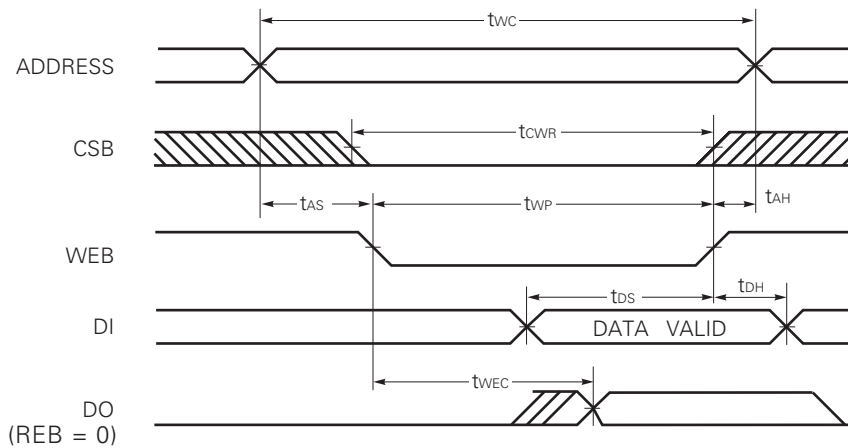 tWC
ADDRESS
tCWR
CSB
tAS
tWP
tAH
WEB
tDS
tDH
DI
DATA VALID
tWEC
DO
(REB = 0)